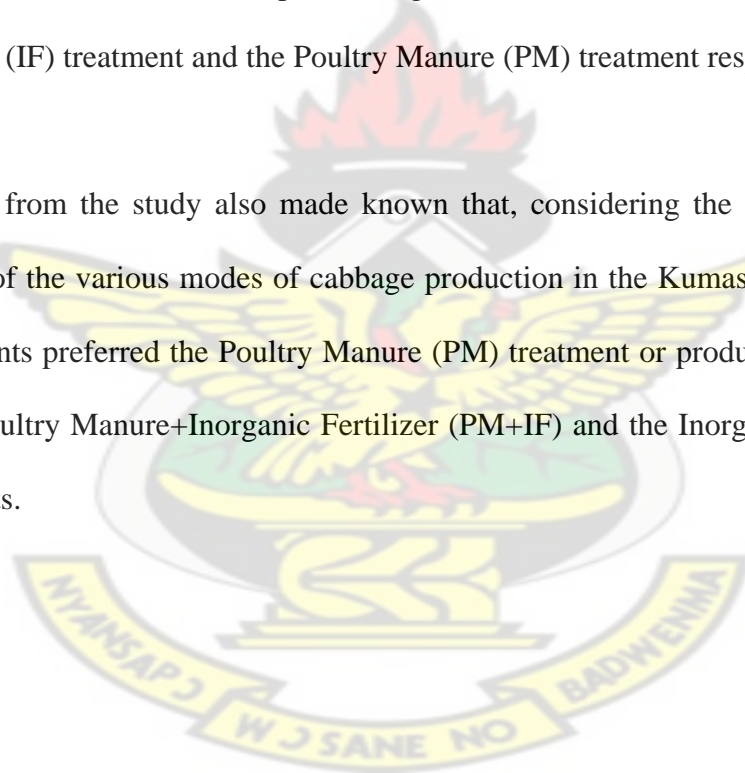 (IF) treatment and the Poultry Manure (PM) treatment res
from the study also made known that, considering the
of the various modes of cabbage production in the Kumas
nts preferred the Poultry Manure (PM) treatment or produ
ultry Manure+Inorganic Fertilizer (PM+IF) and the Inorg
s.
NYANSAPƆ WƆSANE NO BADWENMA